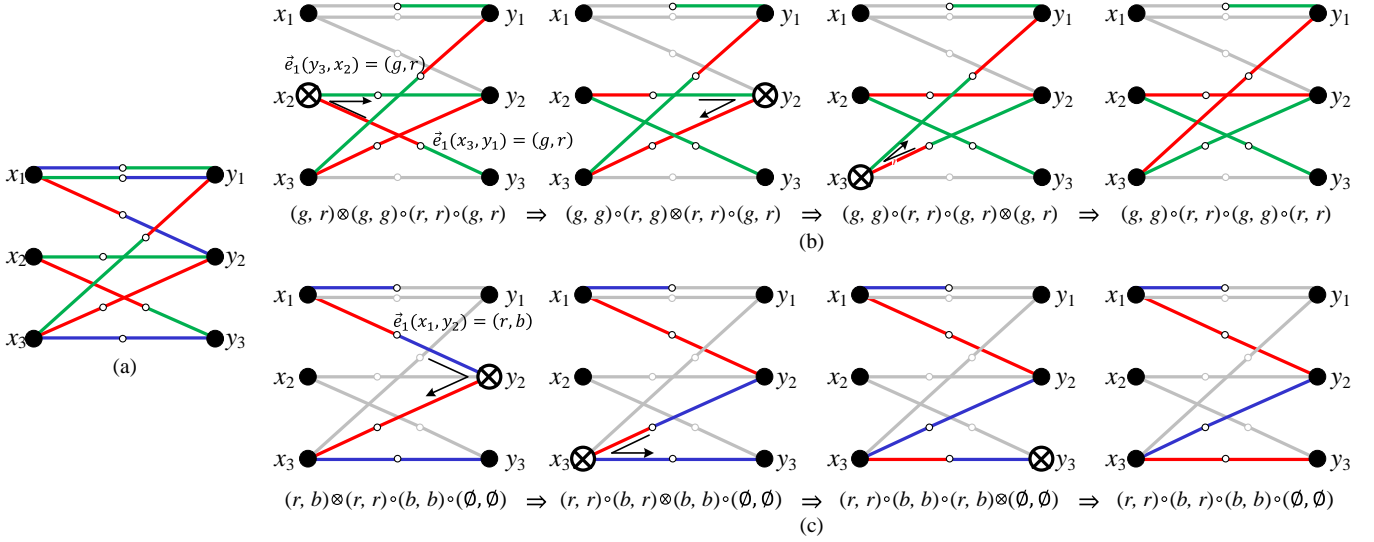 x1 y1
x2 y2
x3 y3
(a)
x1 y1 x1 y1 x1 y1 x1 y1
e⃗1(y3, x2) = (g, r)
x2 y2 x2 y2 x2 y2 x2 y2
e⃗1(x3, y1) = (g, r)
x3 y3 x3 y3 x3 y3 x3 y3
(g, r)⊗(g, g)∘(r, r)∘(g, r) ⇒ (g, g)∘(r, g)⊗(r, r)∘(g, r) ⇒ (g, g)∘(r, r)∘(g, r)⊗(g, r) ⇒ (g, g)∘(r, r)∘(g, g)∘(r, r)
(b)
x1 y1 x1 y1 x1 y1 x1 y1
e⃗1(x1, y2) = (r, b)
x2 y2 x2 y2 x2 y2 x2 y2
x3 y3 x3 y3 x3 y3 x3 y3
(r, b)⊗(r, r)∘(b, b)∘(∅, ∅) ⇒ (r, r)∘(b, r)⊗(b, b)∘(∅, ∅) ⇒ (r, r)∘(b, b)∘(r, b)⊗(∅, ∅) ⇒ (r, r)∘(b, r)∘(b, b)∘(∅, ∅)
(c)